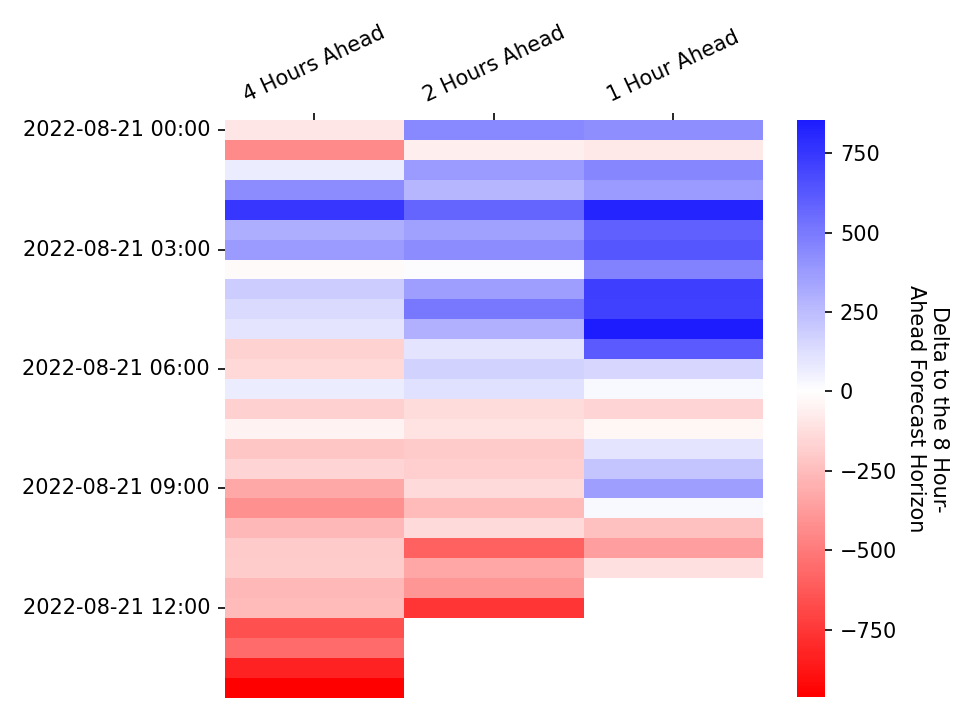 4 Hours Ahead
2 Hours Ahead
1 Hour Ahead
2022-08-21 00:00
2022-08-21 03:00
2022-08-21 06:00
2022-08-21 09:00
2022-08-21 12:00
750
500
250
0
−250
−500
−750
Delta to the 8 Hour-
Ahead Forecast Horizon